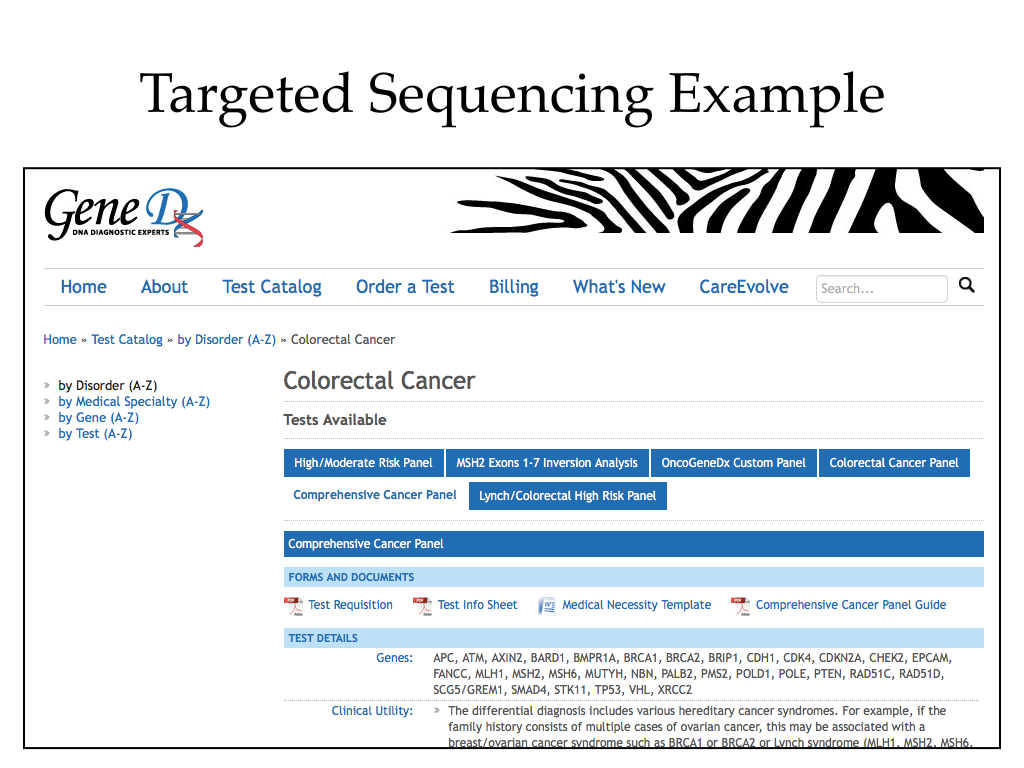 Targeted Sequencing Example
Gene Dx
DNA DIAGNOSTIC EXPERTS
Home About Test Catalog Order a Test Billing What's New CareEvolve Search...
Home » Test Catalog » by Disorder (A-Z) » Colorectal Cancer
» by Disorder (A-Z)
» by Medical Specialty (A-Z)
» by Gene (A-Z)
» by Test (A-Z)
Colorectal Cancer
Tests Available
High/Moderate Risk Panel MSH2 Exons 1-7 Inversion Analysis OncoGeneDx Custom Panel Colorectal Cancer Panel
Comprehensive Cancer Panel Lynch/Colorectal High Risk Panel
Comprehensive Cancer Panel
FORMS AND DOCUMENTS
Test Requisition Test Info Sheet Medical Necessity Template Comprehensive Cancer Panel Guide
TEST DETAILS
Genes: APC, ATM, AXIN2, BARD1, BMPR1A, BRCA1, BRCA2, BRIP1, CDH1, CDK4, CDKN2A, CHEK2, EPCAM,
FANCC, MLH1, MSH2, MSH6, MUTYH, NBN, PALB2, PMS2, POLD1, POLE, PTEN, RAD51C, RAD51D,
SCG5/GREM1, SMAD4, STK11, TP53, VHL, XRCC2
Clinical Utility: » The differential diagnosis includes various hereditary cancer syndromes. For example, if the
family history consists of multiple cases of ovarian cancer, this may be associated with a
breast/ovarian cancer syndrome such as BRCA1 or BRCA2 or Lynch syndrome (MLH1, MSH2, MSH6,